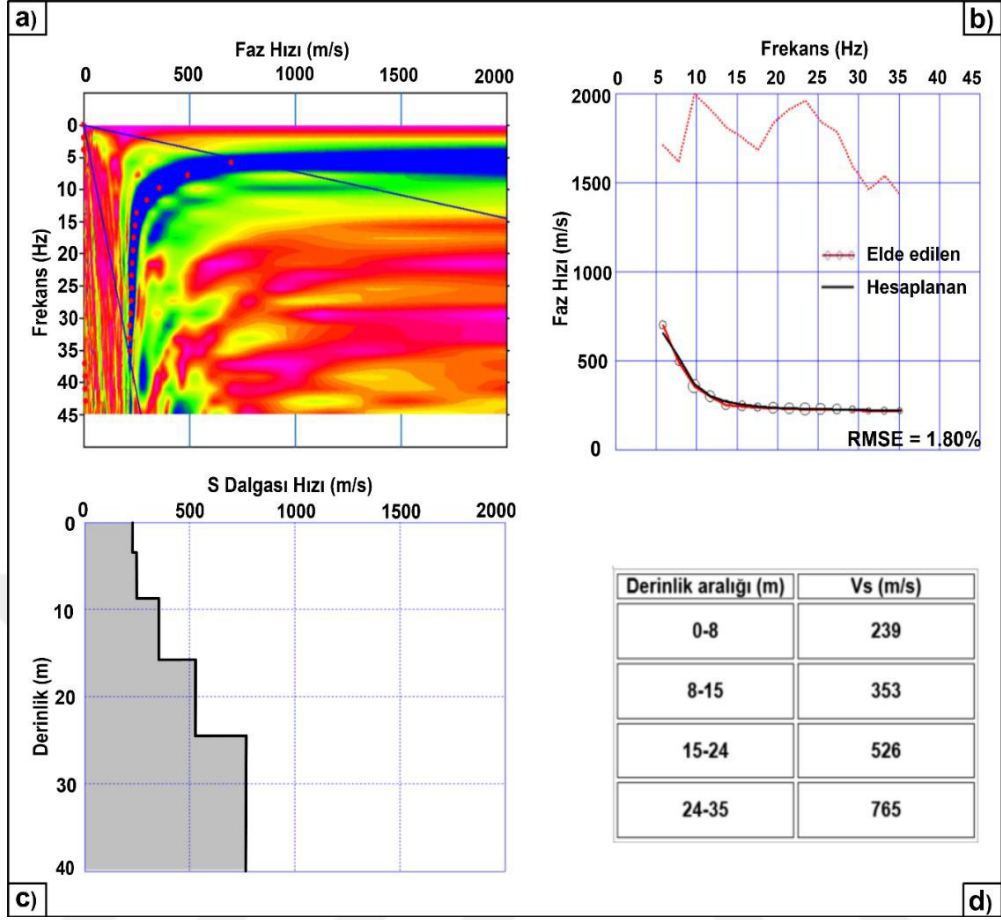 a)
Faz Hızı (m/s)
0 500 1000 1500 2000
Frekans (Hz)
0
5
10
15
20
25
30
35
40
45
b)
Frekans (Hz)
0 5 10 15 20 25 30 35 40 45
Faz Hızı (m/s)
2000
1500
1000
500
0
Elde edilen
Hesaplanan
RMSE = 1.80%
c)
S Dalgası Hızı (m/s)
0 500 1000 1500 2000
Derinlik (m)
0
10
20
30
40
d)
Derinlik aralığı (m) Vs (m/s)
0-8 239
8-15 353
15-24 526
24-35 765